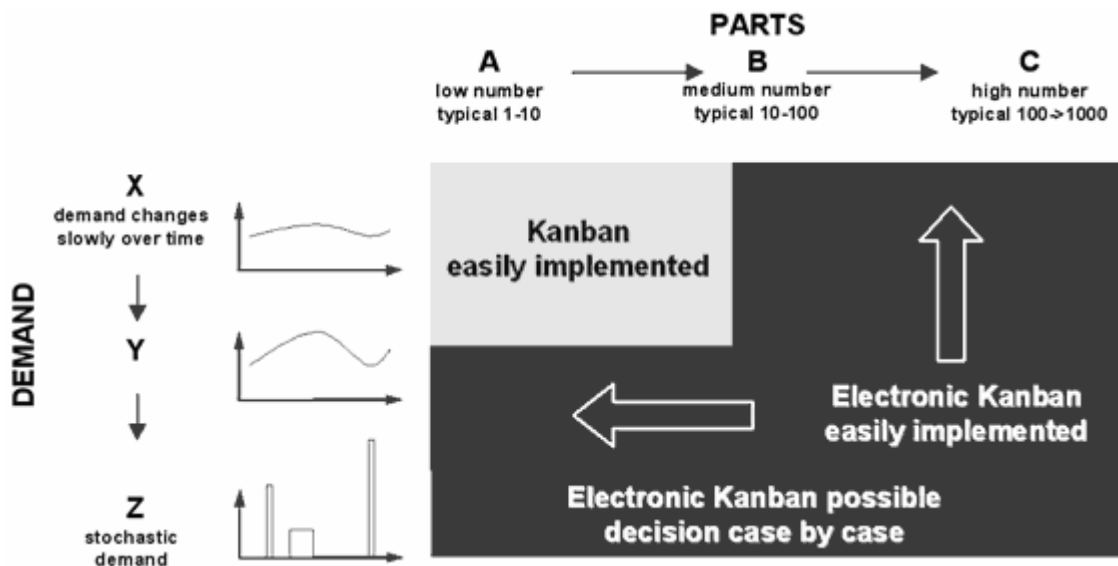 PARTS
A
low number
typical 1-10
B
medium number
typical 10-100
C
high number
typical 100->1000
DEMAND
X
demand changes
slowly over time
Y
Z
stochastic
demand
Kanban
easily implemented
Electronic Kanban
easily implemented
Electronic Kanban possible
decision case by case